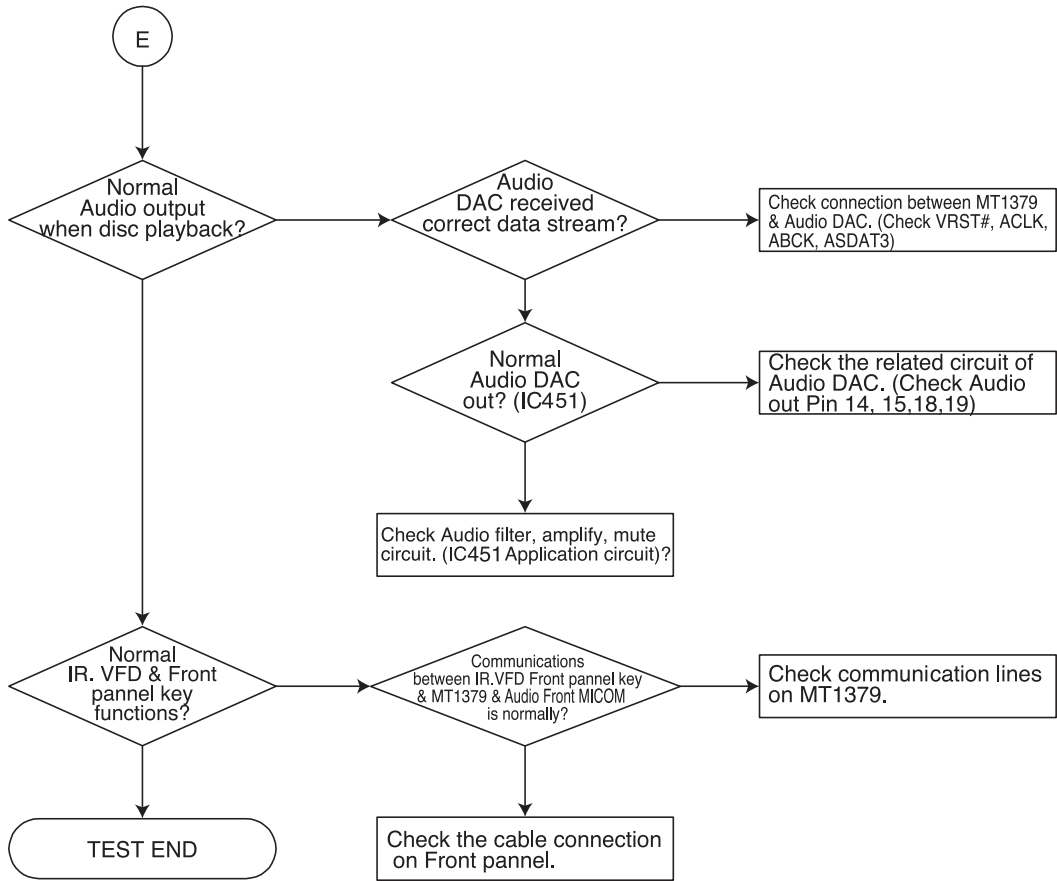 E
Normal
Audio output
when disc playback?
Audio
DAC received
correct data stream?
Check connection between MT1379
& Audio DAC. (Check VRST#, ACLK,
ABCK, ASDAT3)
Normal
Audio DAC
out? (IC451)
Check the related circuit of
Audio DAC. (Check Audio
out Pin 14, 15,18,19)
Check Audio filter, amplify, mute
circuit. (IC451 Application circuit)?
Normal
IR. VFD & Front
pannel key
functions?
Communications
between IR.VFD Front pannel key
& MT1379 & Audio Front MICOM
is normally?
Check communication lines
on MT1379.
TEST END
Check the cable connection
on Front pannel.